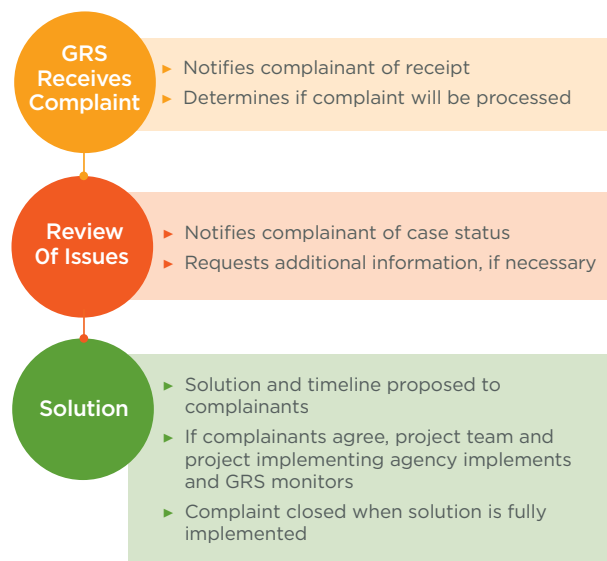 GRS
Receives
Complaint
► Notifies complainant of receipt
► Determines if complaint will be processed
Review
0f Issues
► Notifies complainant of case status
► Requests additional information, if necessary
Solution
► Solution and timeline proposed to
complainants
► If complainants agree, project team and
project implementing agency implements
and GRS monitors
► Complaint closed when solution is fully
implemented